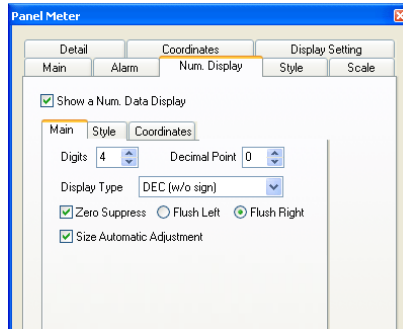 Panel Meter
Detail Coordinates Display Setting
Main Alarm Num. Display Style Scale
Show a Num. Data Display
Main Style Coordinates
Digits 4 Decimal Point 0
Display Type DEC (w/o sign)
Zero Suppress Flush Left Flush Right
Size Automatic Adjustment